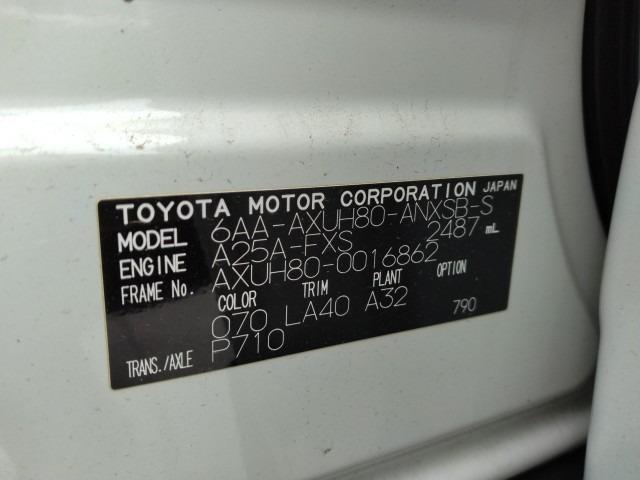 TOYOTA MOTOR CORPORATION JAPAN
MODEL 6AA-AXUH80-ANXSB-S
ENGINE A25A-FXS 2487 mL
FRAME No. AXUH80-0016862
COLOR TRIM PLANT OPTION
070 LA40 A32 790
TRANS./AXLE P710